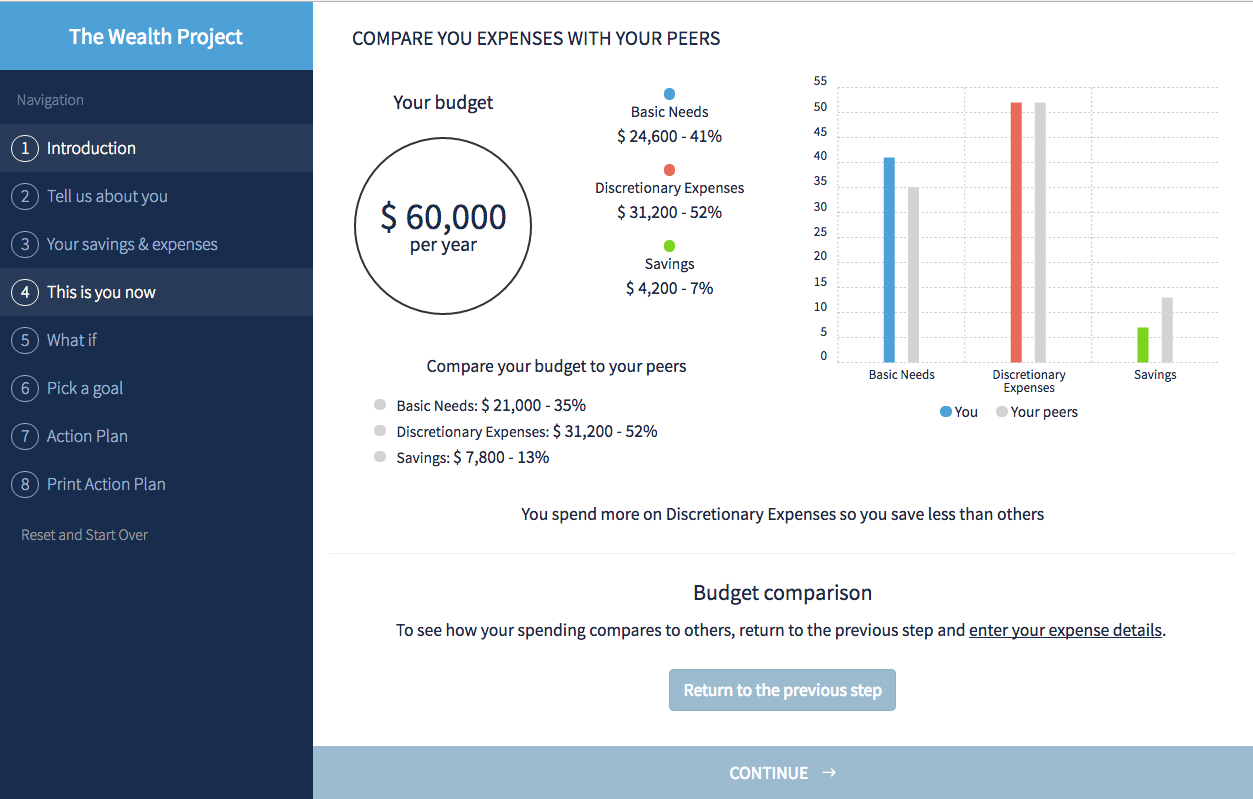 The Wealth Project
Navigation
1 Introduction
2 Tell us about you
3 Your savings & expenses
4 This is you now
5 What if
6 Pick a goal
7 Action Plan
8 Print Action Plan
Reset and Start Over
COMPARE YOU EXPENSES WITH YOUR PEERS
Your budget
$ 60,000
per year
Basic Needs
$ 24,600 - 41%
Discretionary Expenses
$ 31,200 - 52%
Savings
$ 4,200 - 7%
55
50
45
40
35
30
25
20
15
10
5
0
Basic Needs
Discretionary
Expenses
Savings
You
Your peers
Compare your budget to your peers
Basic Needs: $ 21,000 - 35%
Discretionary Expenses: $ 31,200 - 52%
Savings: $ 7,800 - 13%
You spend more on Discretionary Expenses so you save less than others
Budget comparison
To see how your spending compares to others, return to the previous step and enter your expense details.
Return to the previous step
CONTINUE →